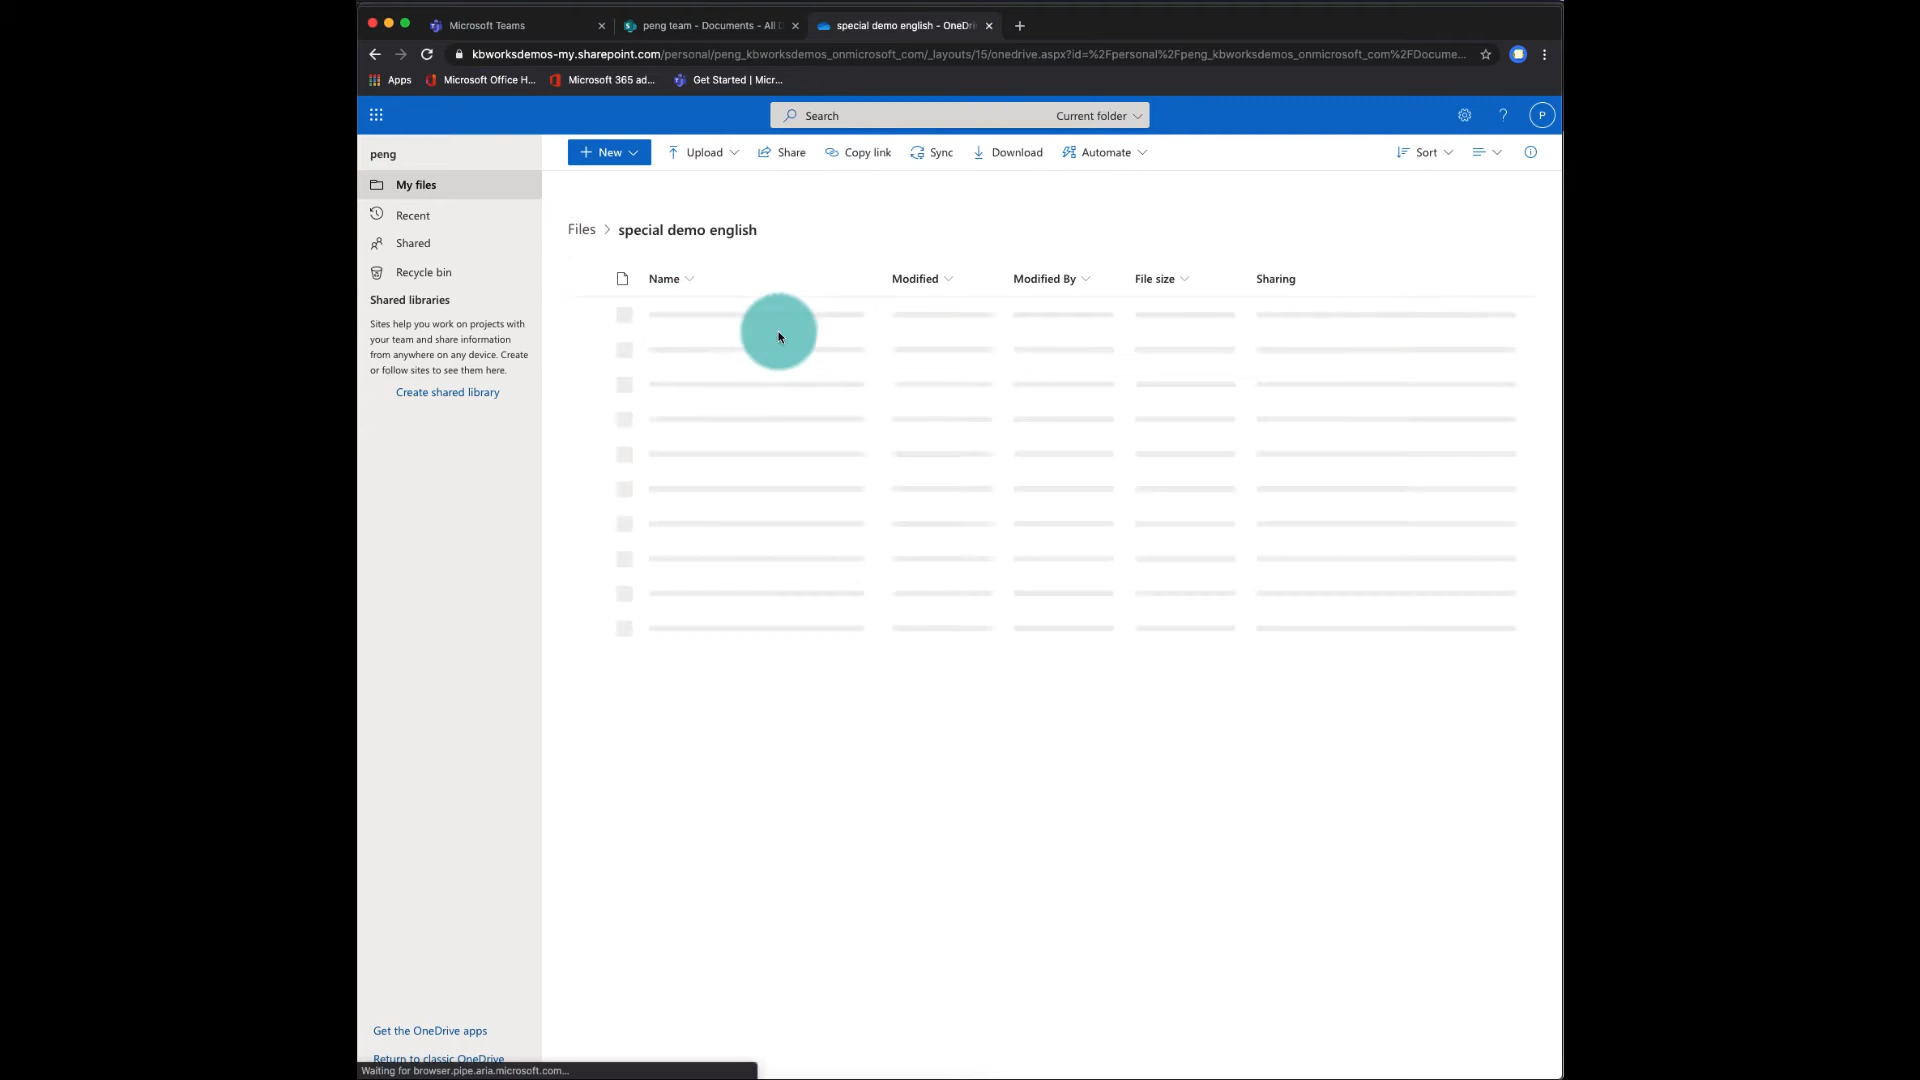 Microsoft Teams
peng team - Documents - All D
special demo english - OneDri
kbworksdemos-my.sharepoint.com/personal/peng_kbworksdemos_onmicrosoft_com/_layouts/15/onedrive.aspx?id=%2Fpersonal%2Fpeng_kbworksdemos_onmicrosoft_com%2FDocume...
Apps
Microsoft Office H...
Microsoft 365 ad...
Get Started | Micr...
Search
Current folder
?
P
peng
+ New
Upload
Share
Copy link
Sync
Download
Automate
Sort
My files
Recent
Shared
Recycle bin
Shared libraries
Sites help you work on projects with
your team and share information
from anywhere on any device. Create
or follow sites to see them here.
Create shared library
Files > special demo english
Name
Modified
Modified By
File size
Sharing
Get the OneDrive apps
Return to classic OneDrive
Waiting for browser.pipe.aria.microsoft.com...